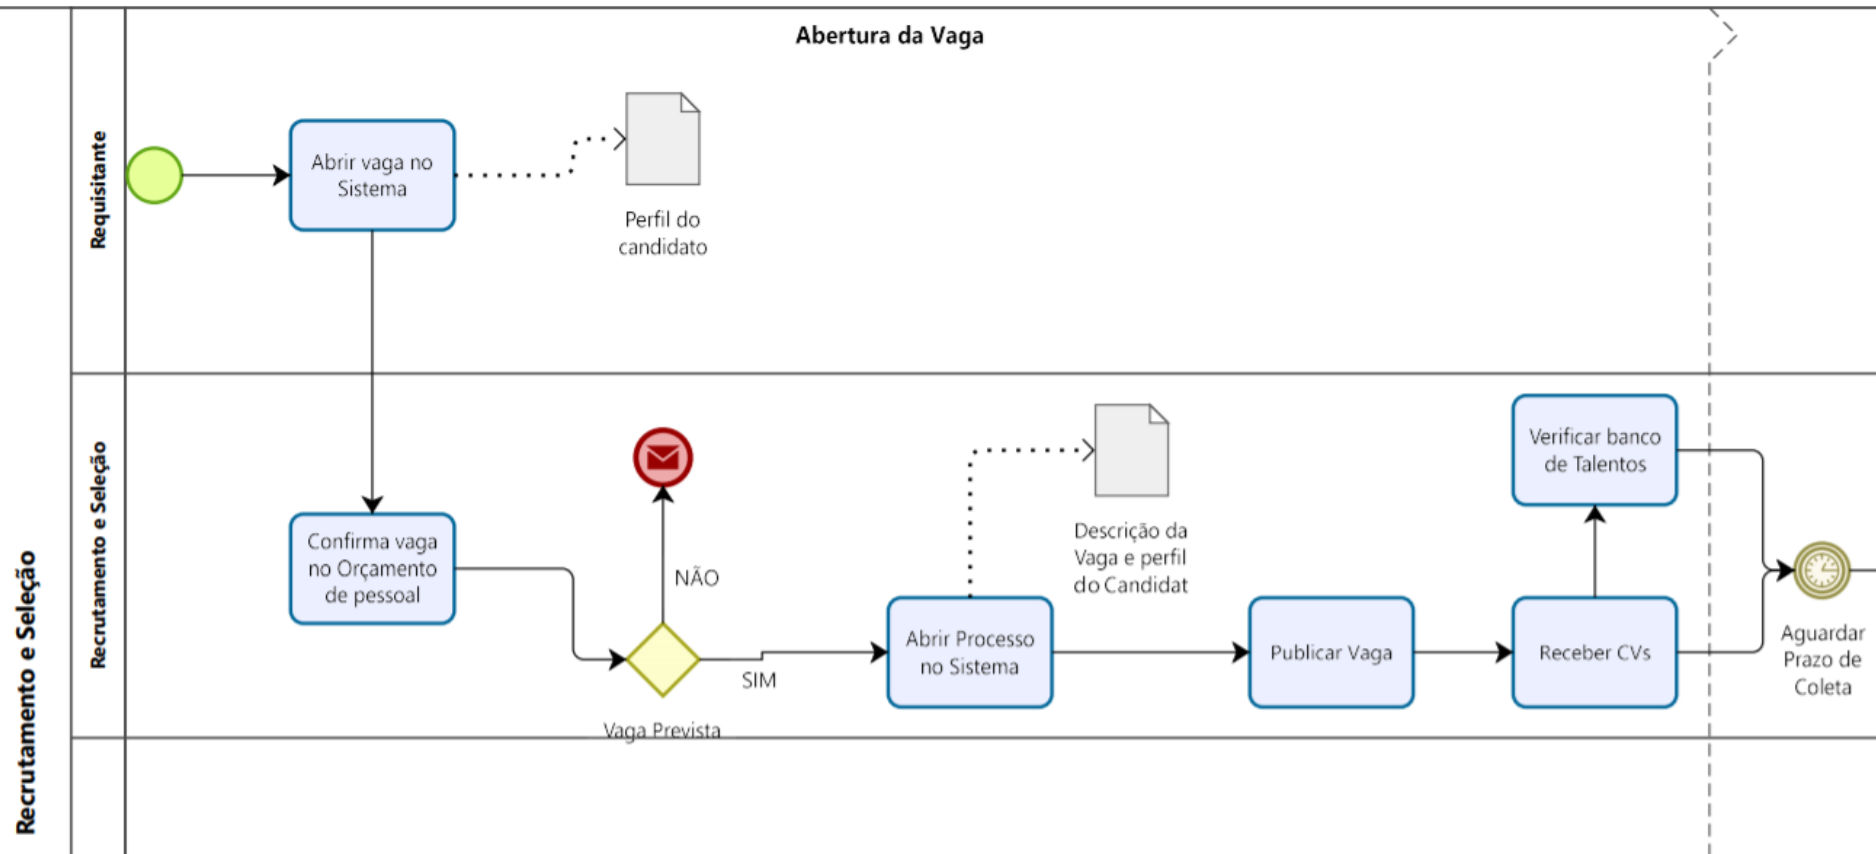 Abertura da Vaga
Recrutamento e Seleção
Requisitante
Abrir vaga no
Sistema
Perfil do
candidato
Recrutamento e Seleção
Confirma vaga
no Orçamento
de pessoal
NÃO
SIM
Vaga Prevista
Abrir Processo
no Sistema
Descrição da
Vaga e perfil
do Candidat
Publicar Vaga
Receber CVs
Verificar banco
de Talentos
Aguardar
Prazo de
Coleta